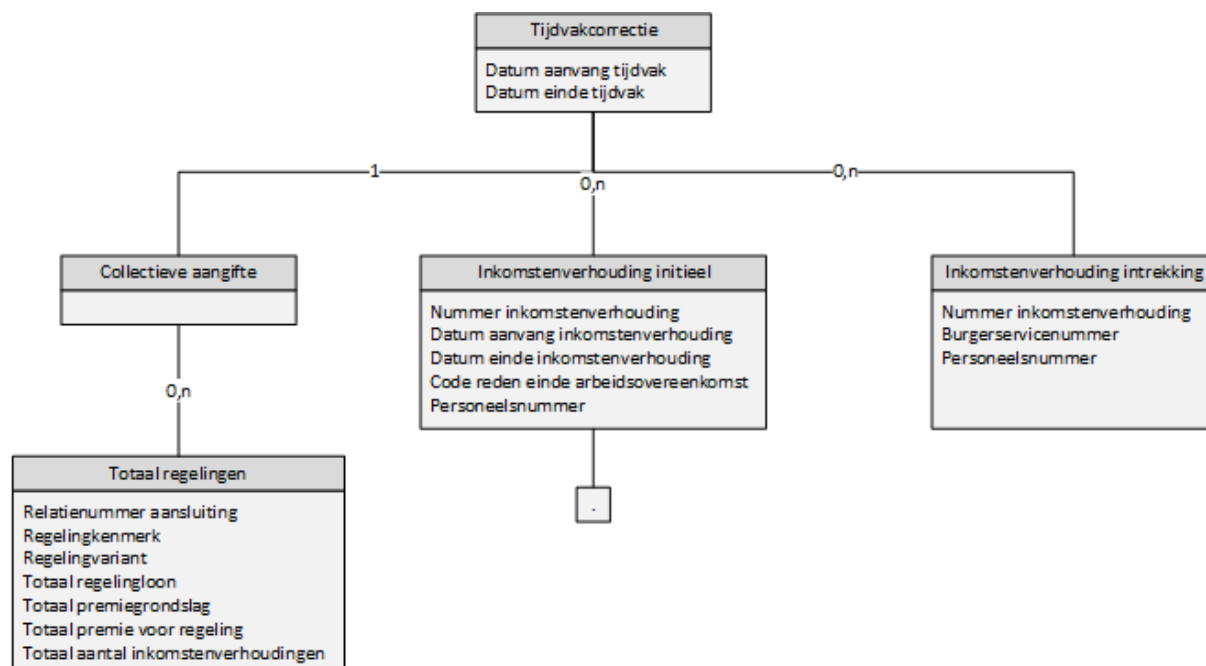 Tijdvakcorrectie
Datum aanvang tijdvak
Datum einde tijdvak
1
0,n
0,n
Collectieve aangifte
Inkomstenverhouding initieel
Nummer inkomstenverhouding
Datum aanvang inkomstenverhouding
Datum einde inkomstenverhouding
Code reden einde arbeidsovereenkomst
Personeelsnummer
Inkomstenverhouding intrekking
Nummer inkomstenverhouding
Burgerservicenummer
Personeelsnummer
0,n
Totaal regelingen
Relatienummer aansluiting
Regelingkenmerk
Regelingvariant
Totaal regelingloon
Totaal premiegrondslag
Totaal premie voor regeling
Totaal aantal inkomstenverhoudingen
.